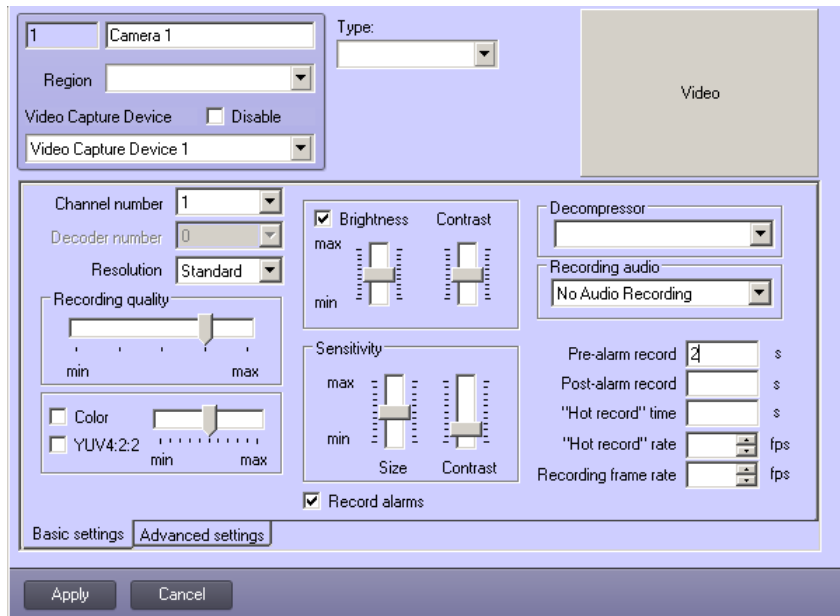 1 Camera 1
Type:
Region
Video
Video Capture Device Disable
Video Capture Device 1
Channel number 1
Decoder number 0
Resolution Standard
Recording quality
min max
Color
YUV4:2:2
min max
Brightness Contrast
max
min
Sensitivity
max
min
Size Contrast
Record alarms
Decompressor
Recording audio
No Audio Recording
Pre-alarm record 2 s
Post-alarm record s
"Hot record" time s
"Hot record" rate fps
Recording frame rate fps
Basic settings Advanced settings
Apply Cancel